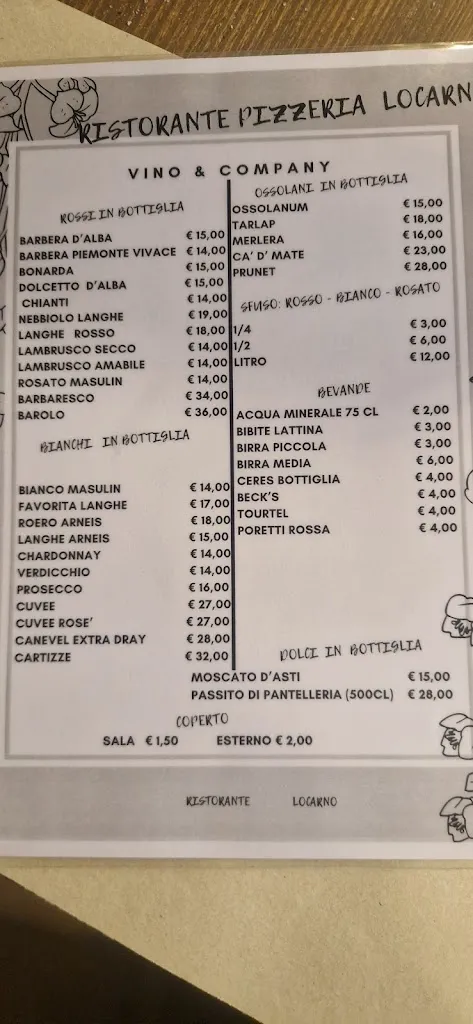 RISTORANTE PIZZERIA LOCARN
VINO & COMPANY
ROSSI IN BOTTIGLIA
BARBERA D'ALBA € 15,00
BARBERA PIEMONTE VIVACE € 14,00
BONARDA € 15,00
DOLCETTO D'ALBA € 15,00
CHIANTI € 14,00
NEBBIOLO LANGHE € 19,00
LANGHE ROSSO € 18,00
LAMBRUSCO SECCO € 14,00
LAMBRUSCO AMABILE € 14,00
ROSATO MASULIN € 14,00
BARBARESCO € 34,00
BAROLO € 36,00
BIANCHI IN BOTTIGLIA
BIANCO MASULIN € 14,00
FAVORITA LANGHE € 17,00
ROERO ARNEIS € 18,00
LANGHE ARNEIS € 15,00
CHARDONNAY € 14,00
VERDICCHIO € 14,00
PROSECCO € 16,00
CUVEE € 27,00
CUVEE ROSE' € 27,00
CANEVEL EXTRA DRAY € 28,00
CARTIZZE € 32,00
OSSOLANI IN BOTTIGLIA
OSSOLANUM € 15,00
TARLAP € 18,00
MERLERA € 16,00
CA' D' MATE € 23,00
PRUNET € 28,00
SFUSO: ROSSO - BIANCO - ROSATO
1/4 € 3,00
1/2 € 6,00
LITRO € 12,00
BEVANDE
ACQUA MINERALE 75 CL € 2,00
BIBITE LATTINA € 3,00
BIRRA PICCOLA € 3,00
BIRRA MEDIA € 6,00
CERES BOTTIGLIA € 4,00
BECK'S € 4,00
TOURTEL € 4,00
PORETTI ROSSA € 4,00
DOLCI IN BOTTIGLIA
MOSCATO D'ASTI € 15,00
PASSITO DI PANTELLERIA (500CL) € 28,00
COPERTO
SALA € 1,50 ESTERNO € 2,00
RISTORANTE LOCARNO